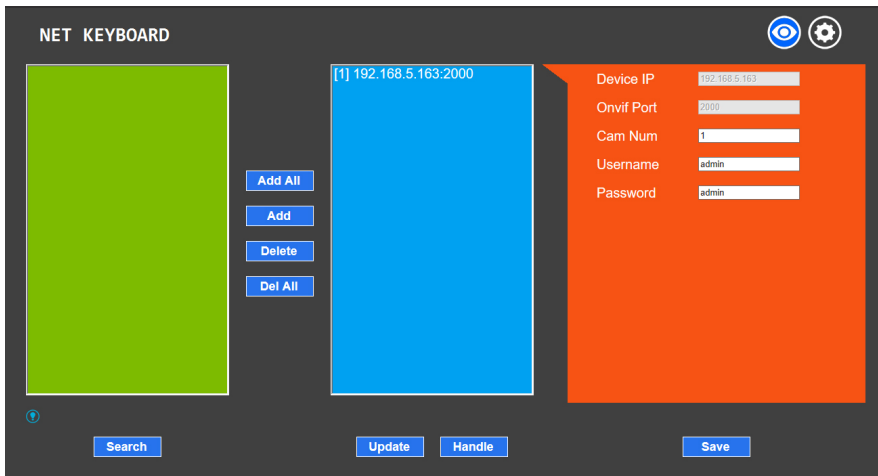 NET KEYBOARD
[1] 192.168.5.163:2000
Device IP 192.168.5.163
Onvif Port 2000
Cam Num 1
Username admin
Password admin
Add All
Add
Delete
Del All
Search
Update
Handle
Save